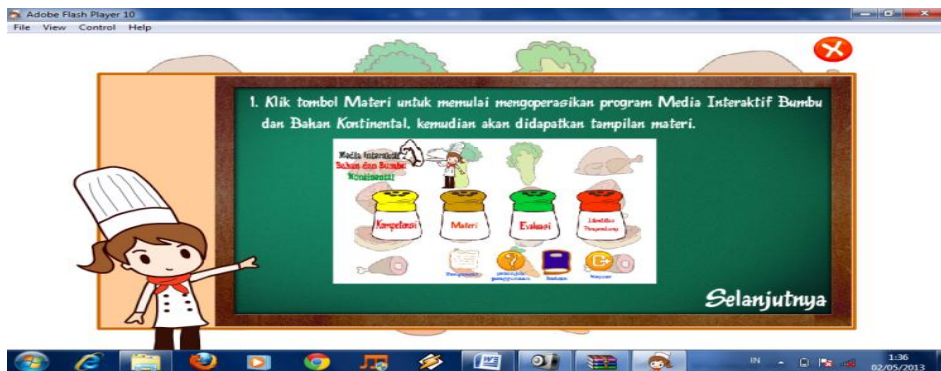 Adobe Flash Player 10
File View Control Help
1. Klik tombol Materi untuk memulai mengoperasikan program Media Interaktif Bumbu
dan Bahan Kontinental, kemudian akan didapatkan tampilan materi.
Media Interaktif
Bahan dan Bumbu
Kontinental
Kompetensi
Materi
Evaluasi
Identitas
Pengembang
petunjuk
penggunaan
Selanjutnya
IN
1:36
02/05/2013